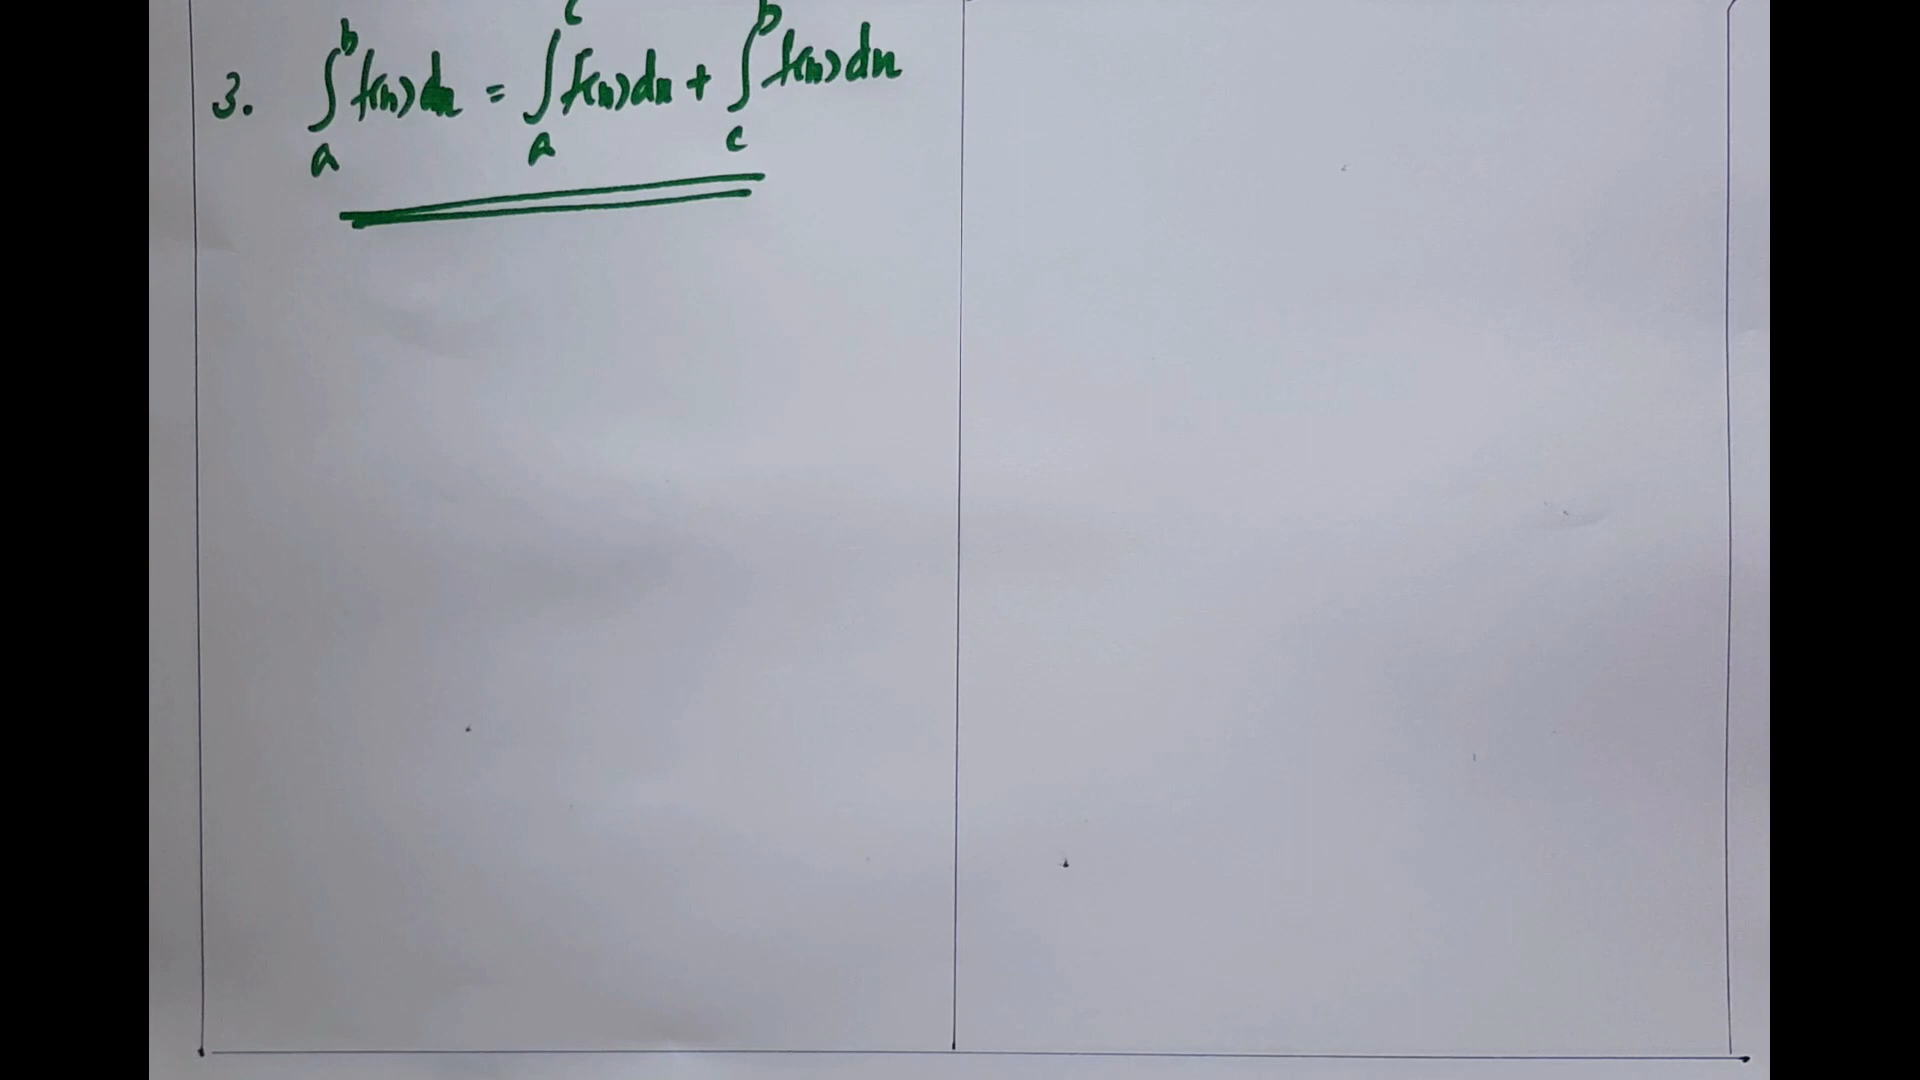 3. ∫_a^b f(x) dx = ∫_a^c f(x) dx + ∫_c^b f(x) dx